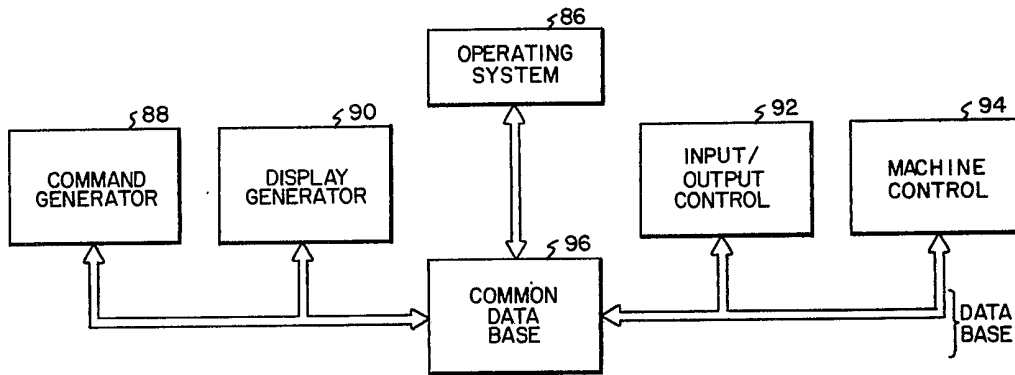 86
OPERATING
SYSTEM
88
COMMAND
GENERATOR
90
DISPLAY
GENERATOR
92
INPUT/
OUTPUT
CONTROL
94
MACHINE
CONTROL
96
COMMON
DATA
BASE
DATA
BASE